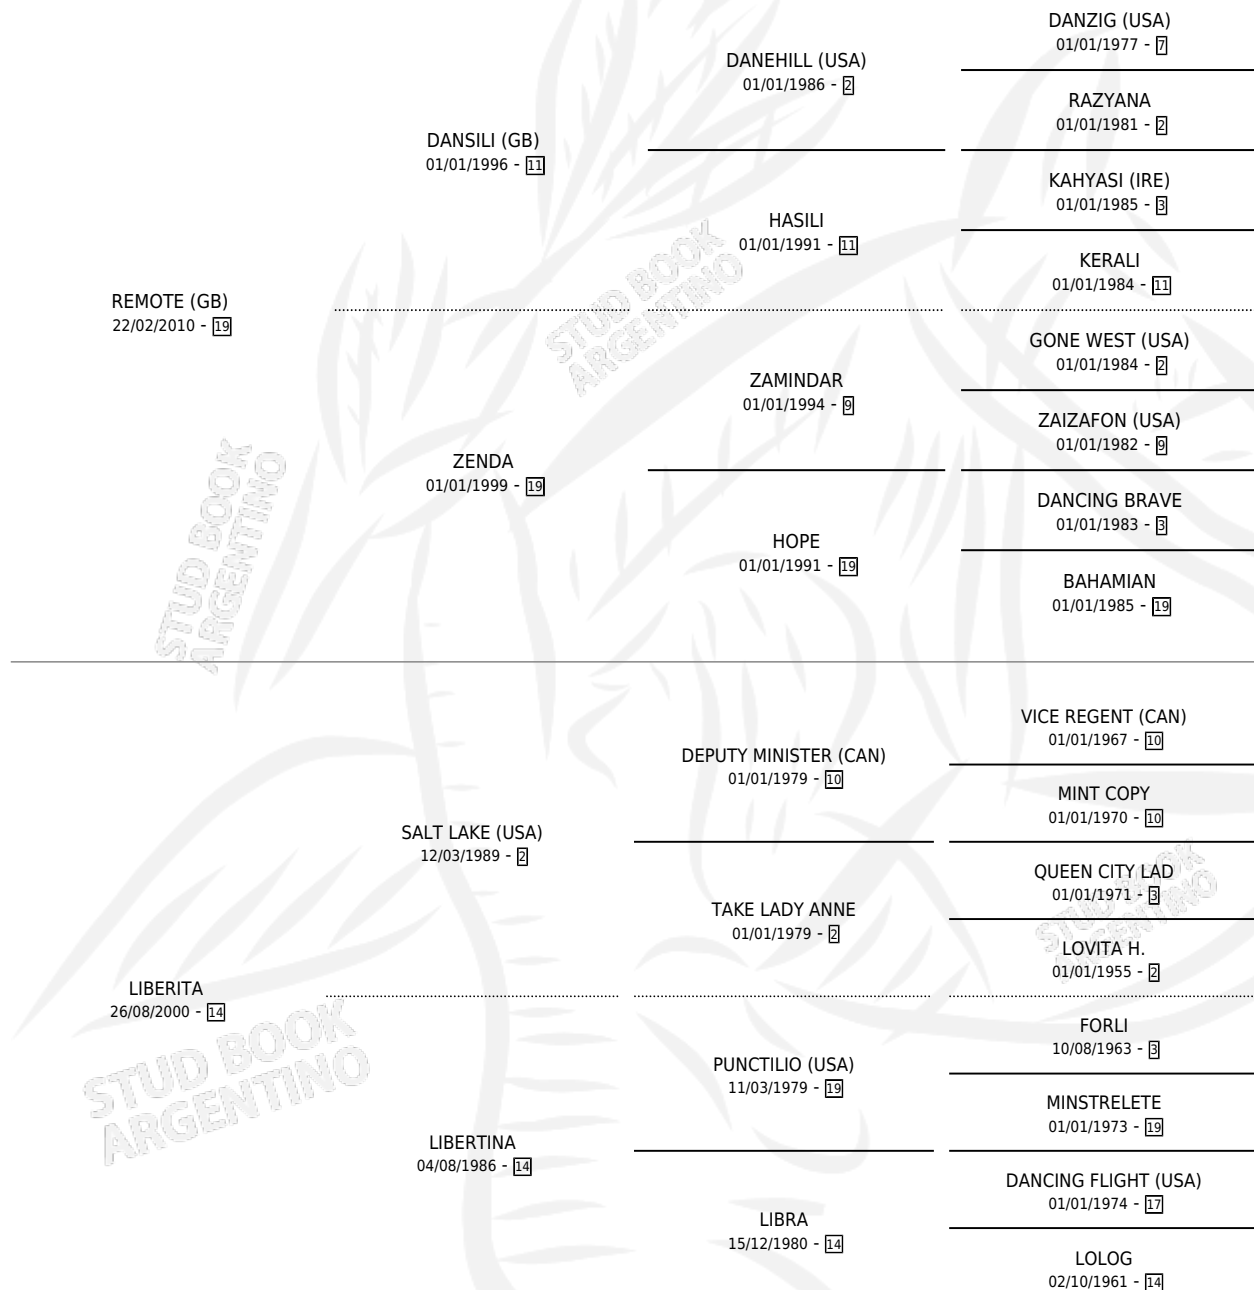 DANZIG (USA)
01/01/1977 - 7
DANEHILL (USA)
01/01/1986 - 2
RAZYANA
01/01/1981 - 2
DANSILI (GB)
01/01/1996 - 11
KAHYASI (IRE)
01/01/1985 - 3
HASILI
01/01/1991 - 11
KERALI
01/01/1984 - 11
REMOTE (GB)
22/02/2010 - 19
GONE WEST (USA)
01/01/1984 - 2
ZAMINDAR
01/01/1994 - 9
ZAIZAFON (USA)
01/01/1982 - 9
ZENDA
01/01/1999 - 19
DANCING BRAVE
01/01/1983 - 3
HOPE
01/01/1991 - 19
BAHAMIAN
01/01/1985 - 19
STUD BOOK
ARGENTINO
STUD BOOK
ARGENTINO
VICE REGENT (CAN)
01/01/1967 - 10
DEPUTY MINISTER (CAN)
01/01/1979 - 10
MINT COPY
01/01/1970 - 10
SALT LAKE (USA)
12/03/1989 - 2
QUEEN CITY LAD
01/01/1971 - 3
TAKE LADY ANNE
01/01/1979 - 2
LOVITA H.
01/01/1955 - 2
LIBERITA
26/08/2000 - 14
FORLI
10/08/1963 - 3
PUNCTILIO (USA)
11/03/1979 - 19
MINSTRELETE
01/01/1973 - 19
LIBERTINA
04/08/1986 - 14
DANCING FLIGHT (USA)
01/01/1974 - 17
LIBRA
15/12/1980 - 14
LOLOG
02/10/1961 - 14
STUD BOOK
ARGENTINO
STUD BOOK
ARGENTINO